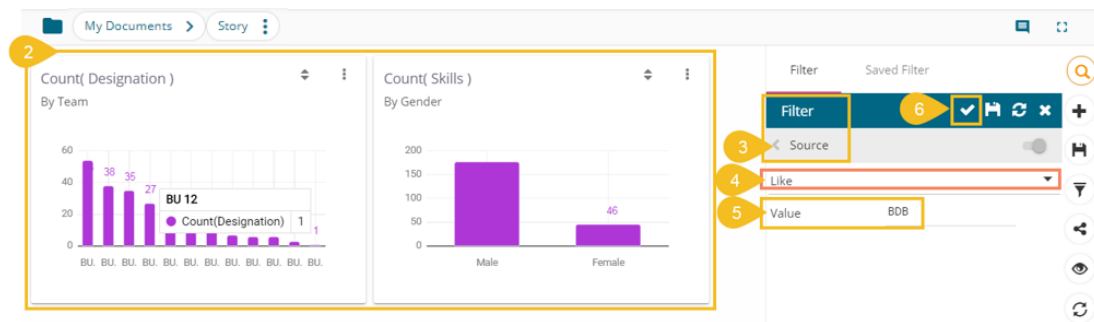 My Documents
Story
2
Count( Designation )
By Team
60
40
20
0
38
35
27
1
BU 12
Count(Designation) 1
BU. BU. BU. BU. BU. BU. BU. BU. BU. BU. BU. BU.
Count( Skills )
By Gender
200
150
100
50
0
46
Male Female
Filter Saved Filter
Filter
6
3
Source
4
Like
5
Value BDB